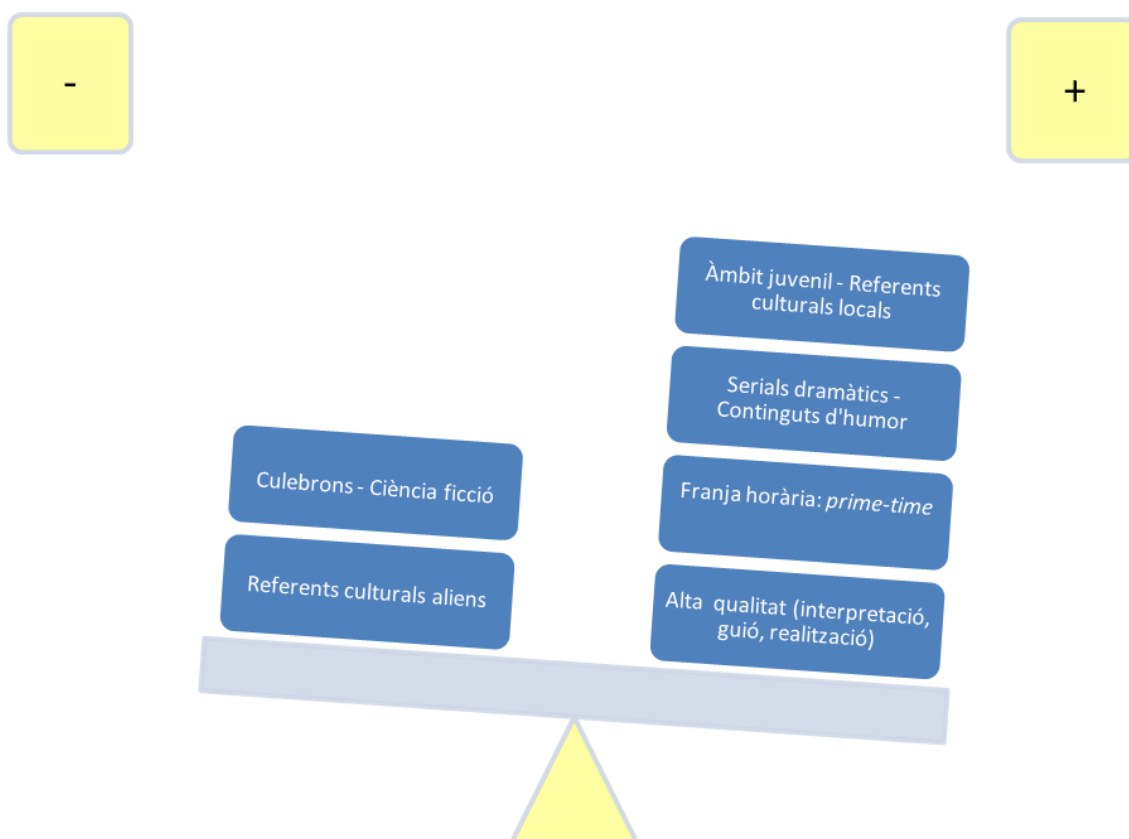 -
+
Àmbit juvenil - Referents
culturals locals
Serials dramàtics -
Continguts d'humor
Culebrons - Ciència ficció
Franja horària: prime-time
Referents culturals aliens
Alta qualitat (interpretació,
guió, realització)